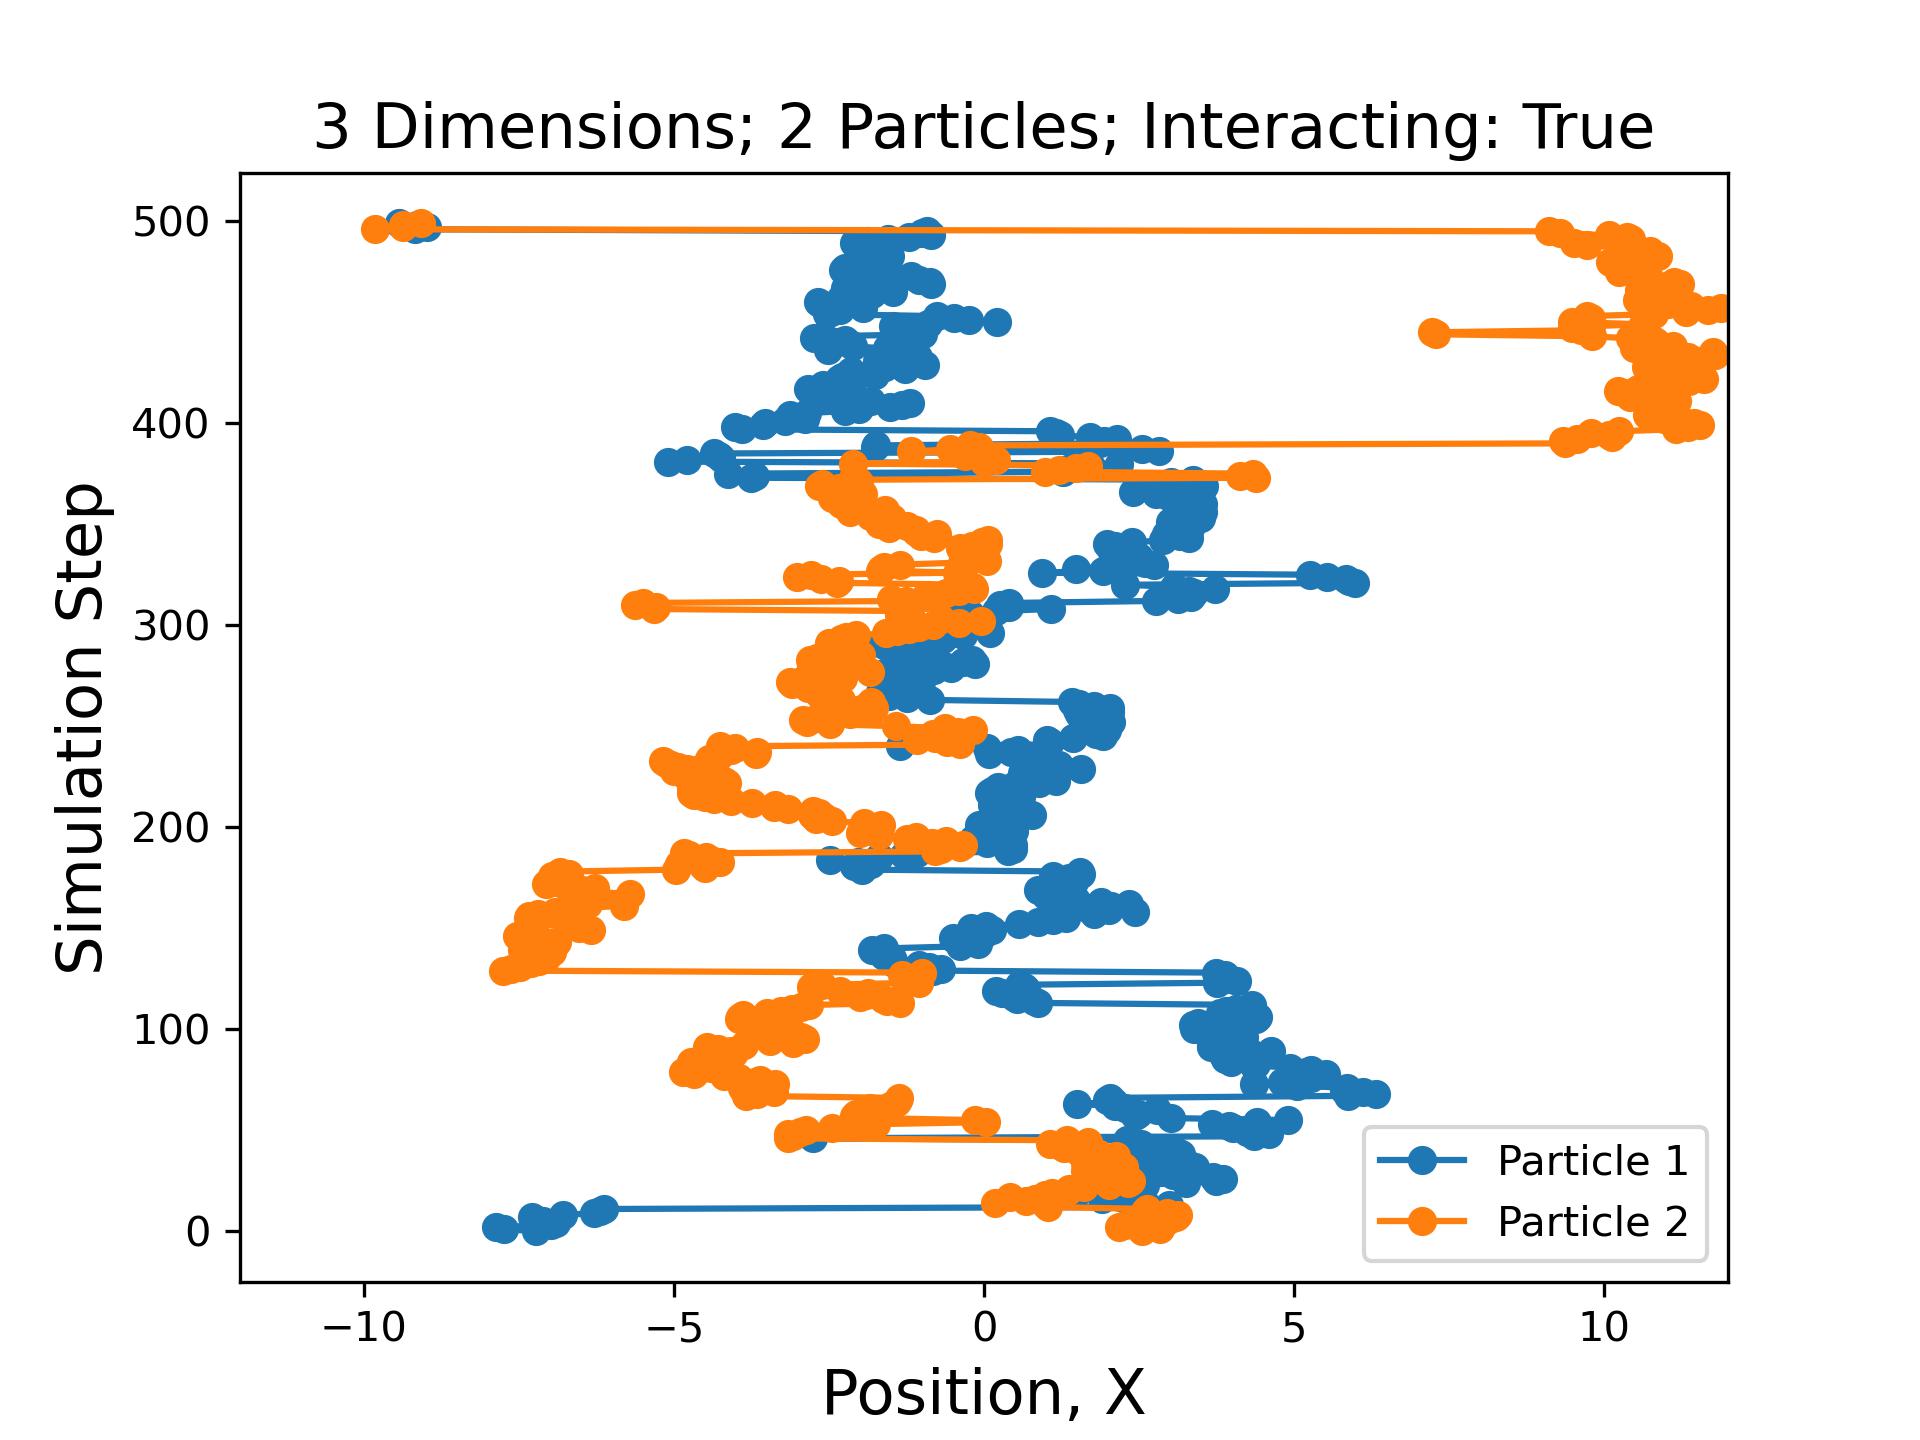 3 Dimensions; 2 Particles; Interacting: True
Simulation Step
500
400
300
200
100
0
Particle 1
Particle 2
−10
−5
0
5
10
Position, X